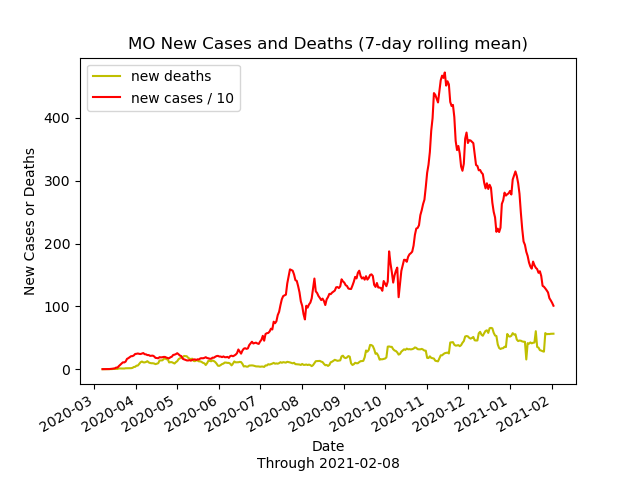 MO New Cases and Deaths (7-day rolling mean)
new deaths
new cases / 10
New Cases or Deaths
400
300
200
100
0
2020-03
2020-04
2020-05
2020-06
2020-07
2020-08
2020-09
2020-10
2020-11
2020-12
2021-01
2021-02
Date
Through 2021-02-08